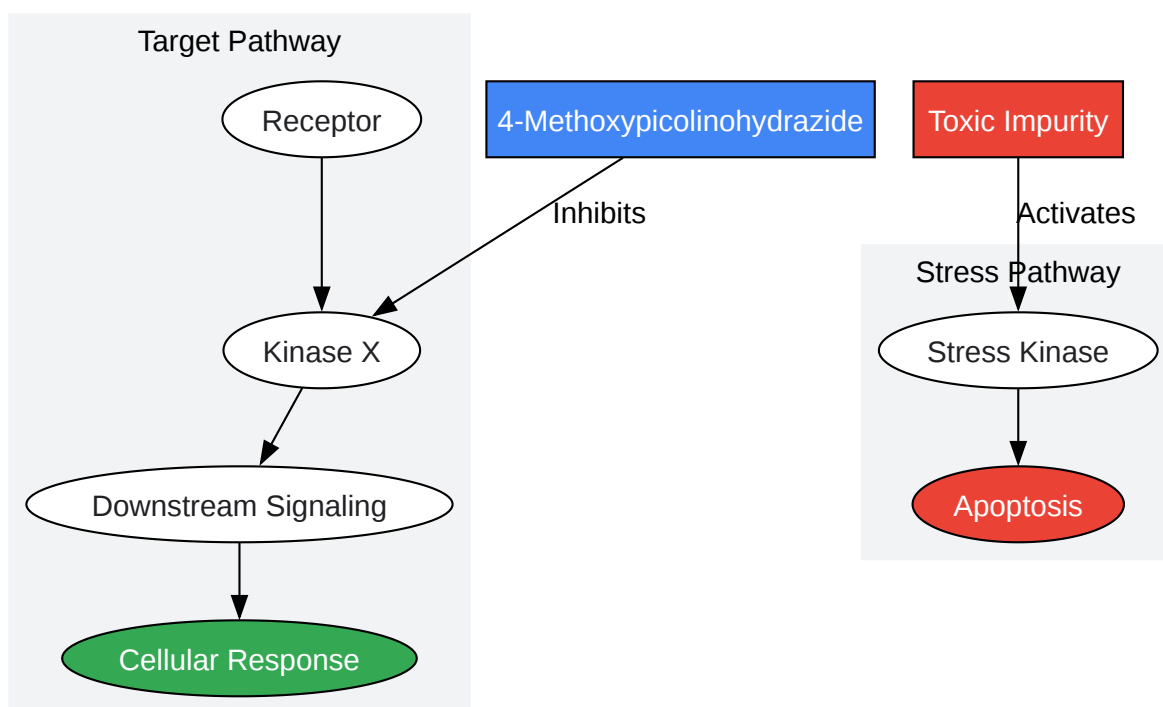 Target Pathway
Receptor
4-Methoxypicolinohydrazide
Toxic Impurity
Inhibits
Activates
Stress Pathway
Kinase X
Stress Kinase
Downstream Signaling
Apoptosis
Cellular Response